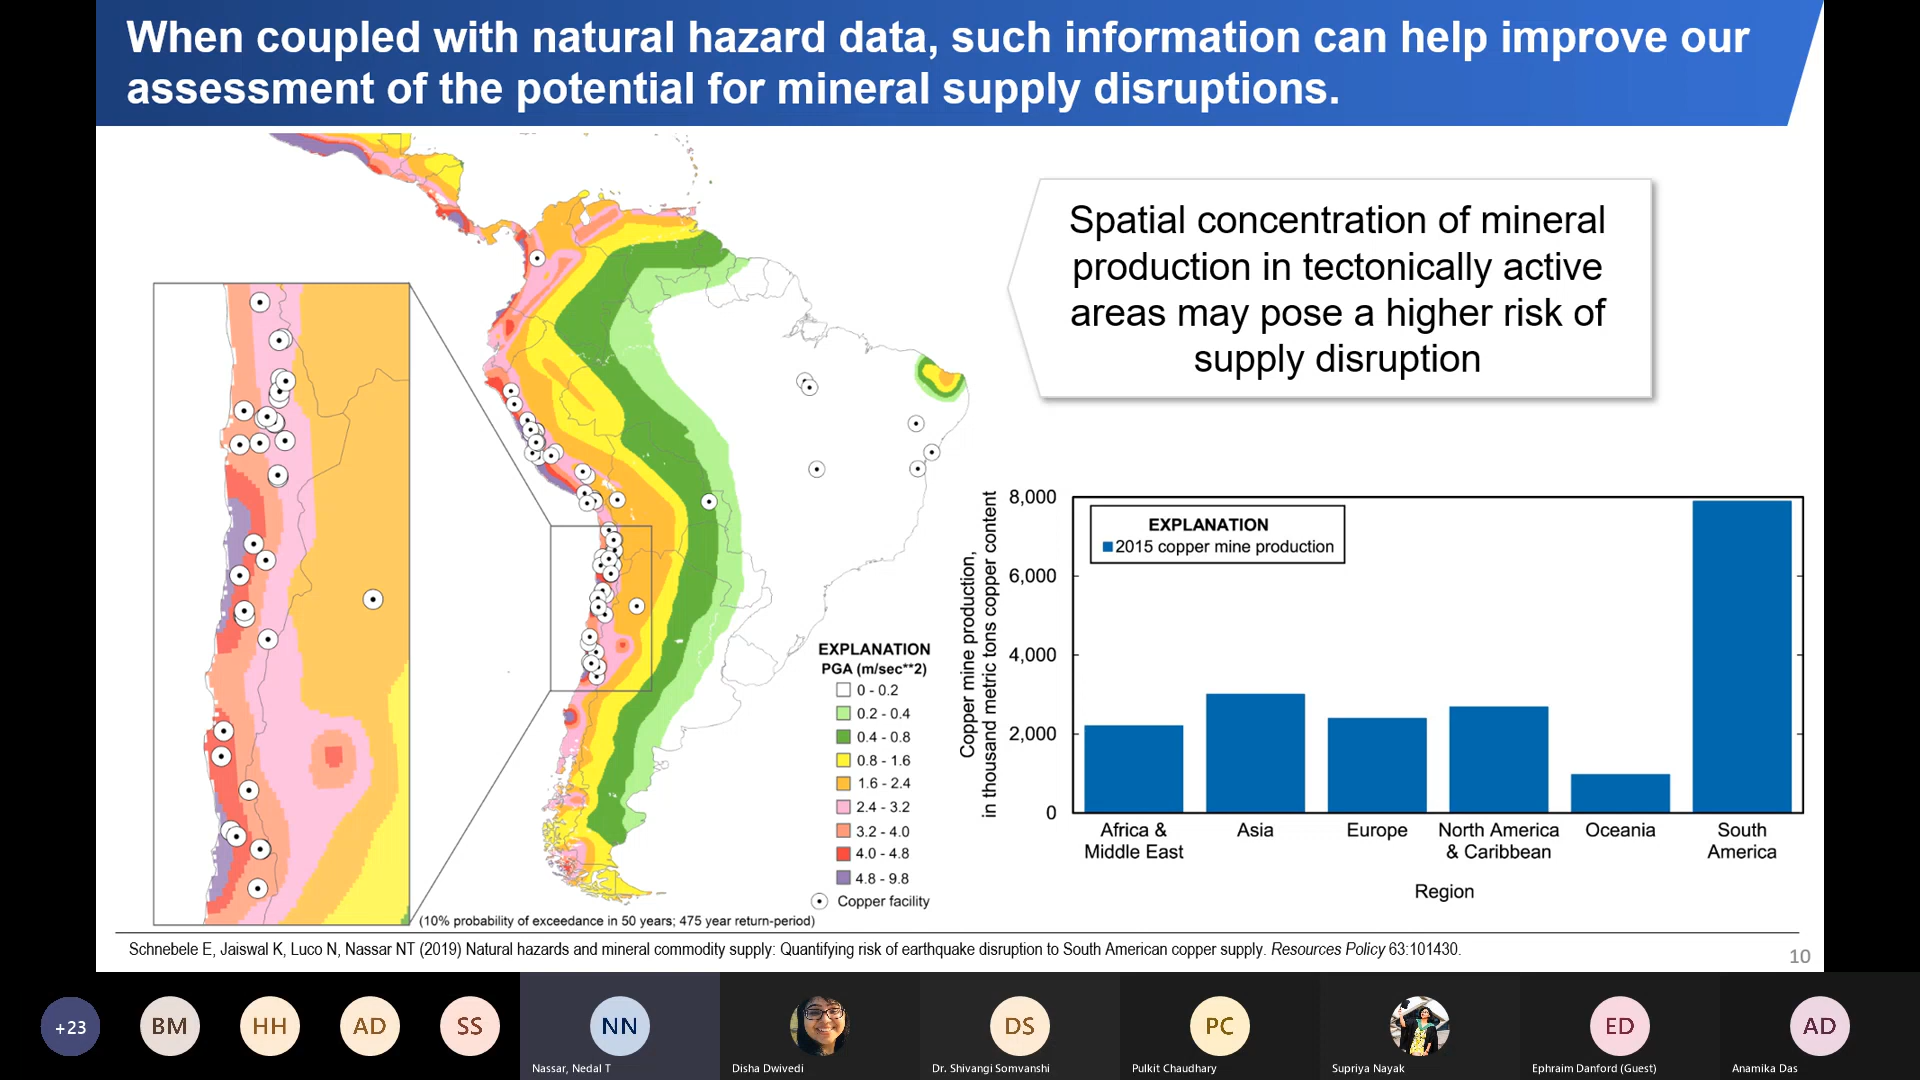 When coupled with natural hazard data, such information can help improve our
assessment of the potential for mineral supply disruptions.
Spatial concentration of mineral
production in tectonically active
areas may pose a higher risk of
supply disruption
EXPLANATION
PGA (m/sec**2)
0 - 0.2
0.2 - 0.4
0.4 - 0.8
0.8 - 1.6
1.6 - 2.4
2.4 - 3.2
3.2 - 4.0
4.0 - 4.8
4.8 - 9.8
Copper facility
(10% probability of exceedance in 50 years; 475 year return-period)
Copper mine production,
in thousand metric tons copper content
8,000
6,000
4,000
2,000
0
EXPLANATION
2015 copper mine production
Africa &
Middle East
Asia
Europe
North America
& Caribbean
Oceania
South
America
Region
Schnebele E, Jaiswal K, Luco N, Nassar NT (2019) Natural hazards and mineral commodity supply: Quantifying risk of earthquake disruption to South American copper supply. Resources Policy 63:101430.
10
+23
BM
HH
AD
SS
NN
Nassar, Nedal T
Disha Dwivedi
DS
Dr. Shivangi Somvanshi
PC
Pulkit Chaudhary
Supriya Nayak
ED
Ephraim Danford (Guest)
AD
Anamika Das